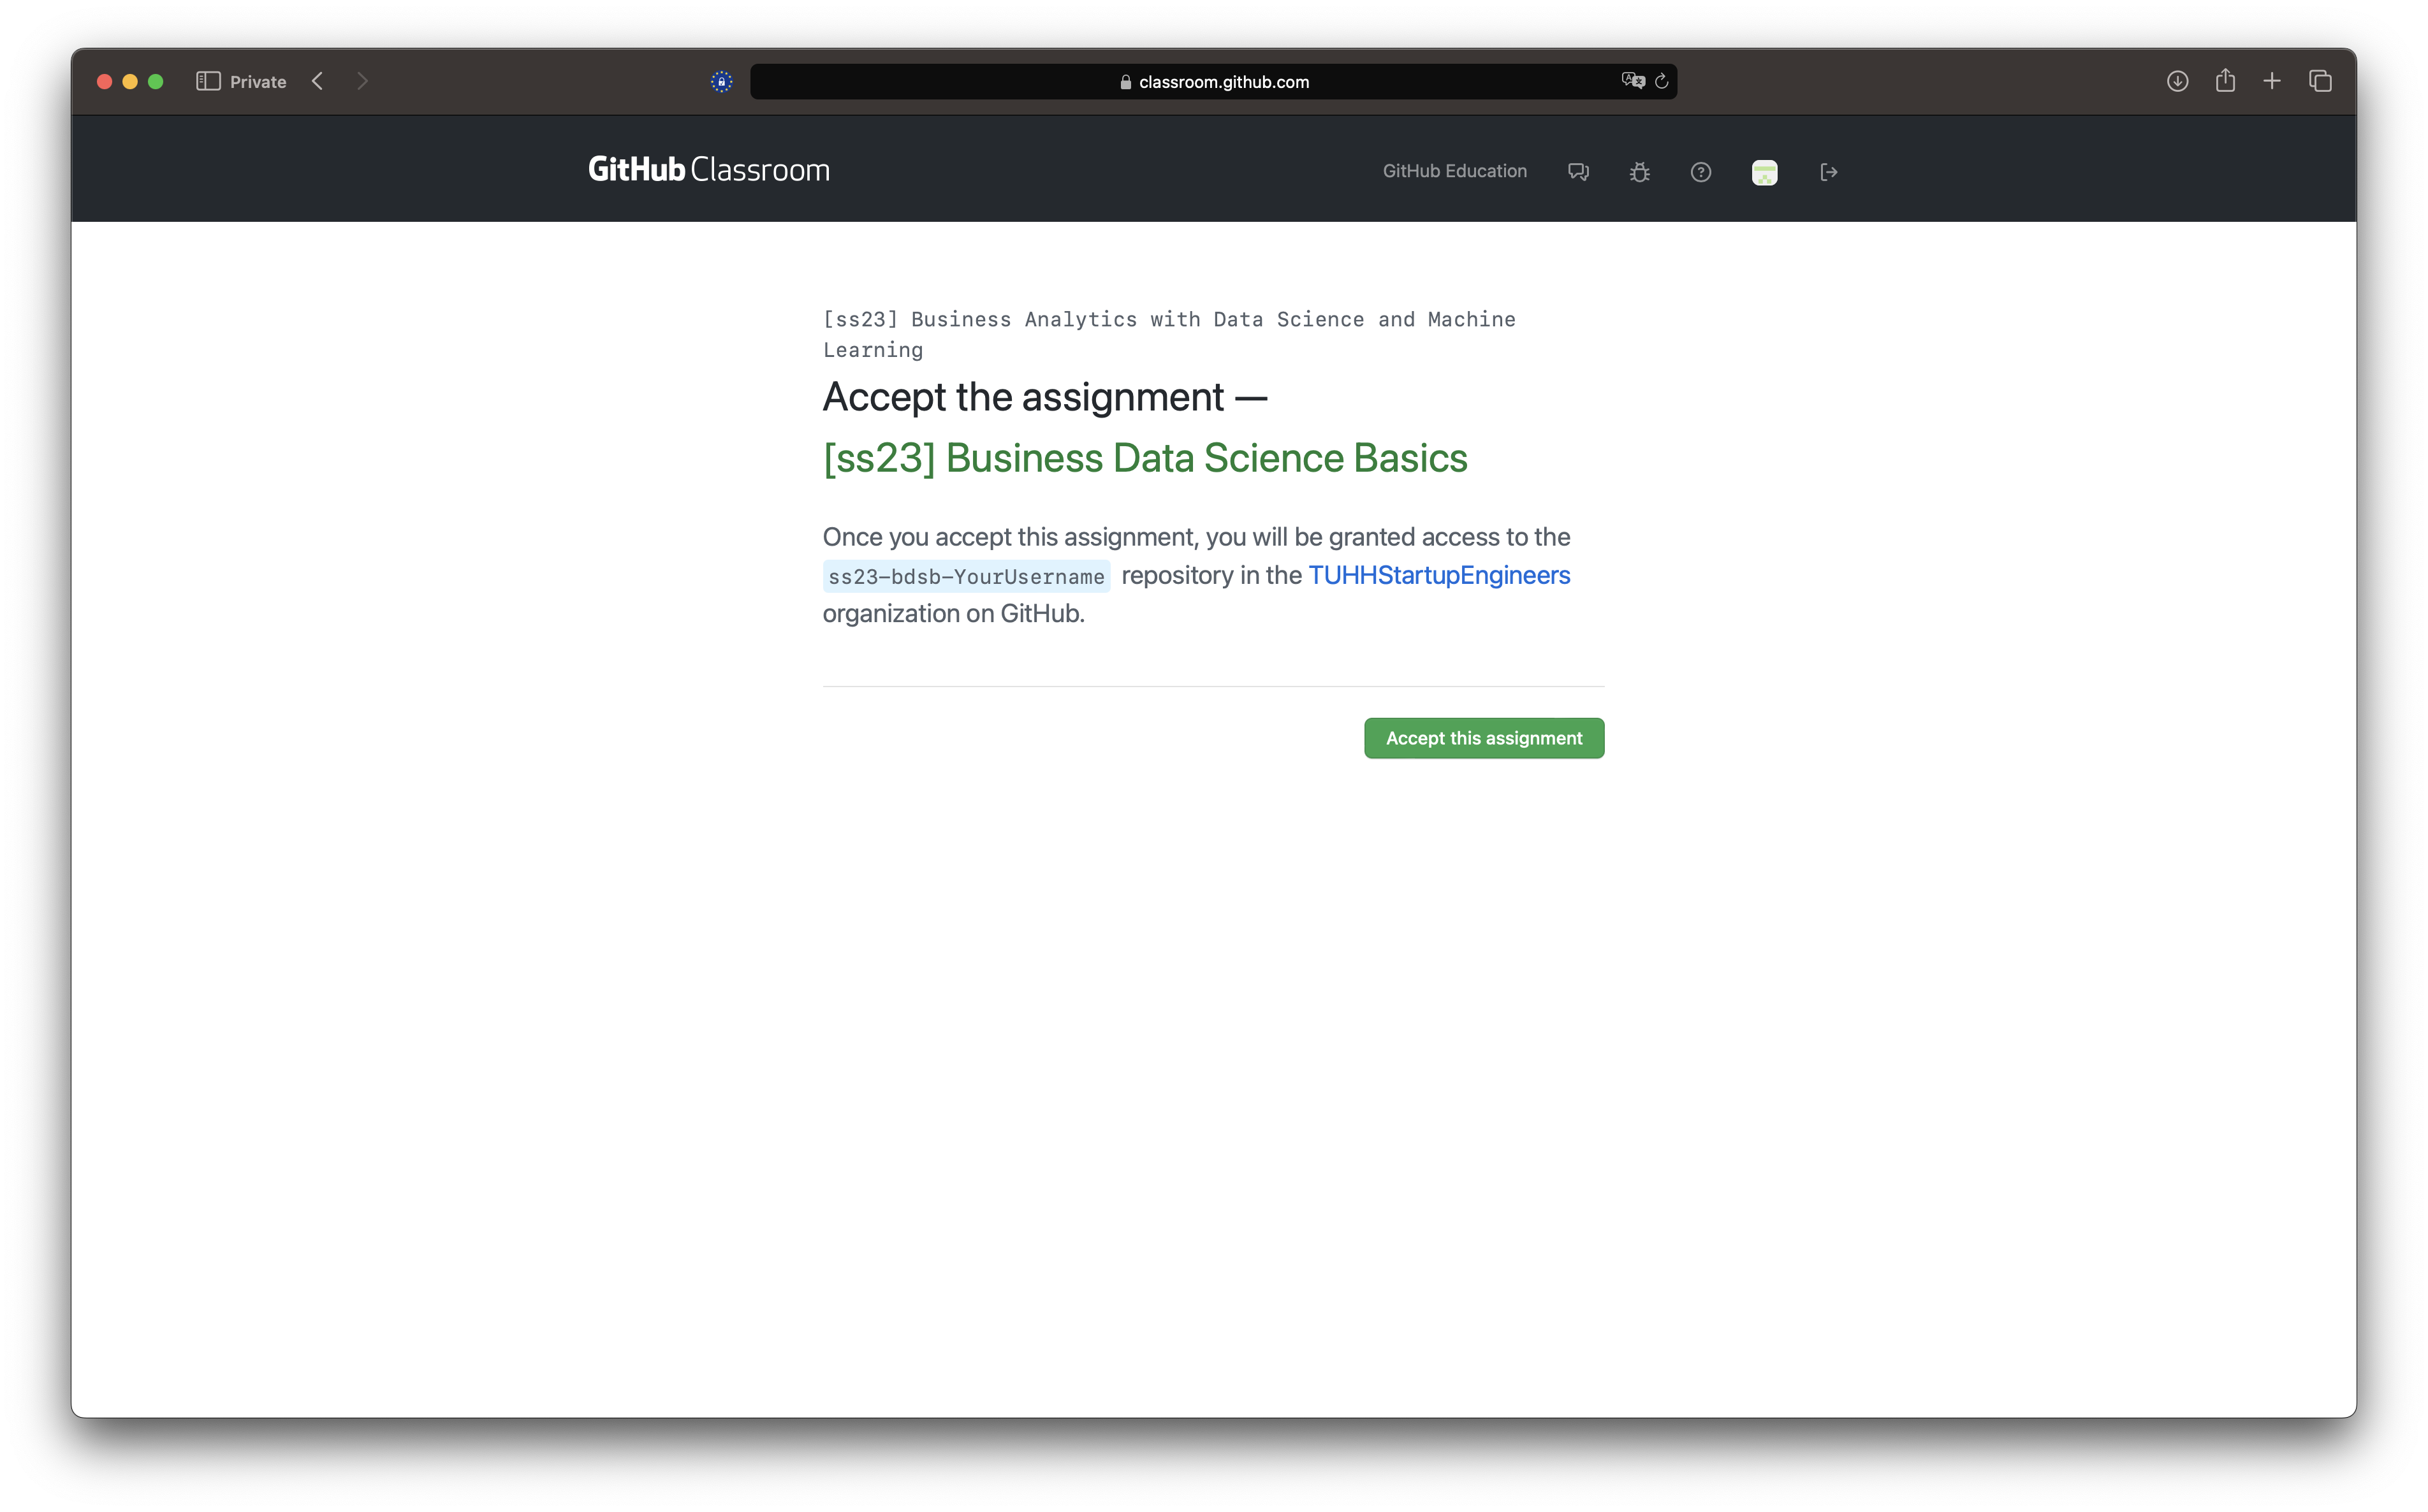 Private
classroom.github.com
GitHub Classroom
GitHub Education
[ss23] Business Analytics with Data Science and Machine
Learning
Accept the assignment —
[ss23] Business Data Science Basics
Once you accept this assignment, you will be granted access to the
ss23-bdsb-YourUsername repository in the TUHHStartupEngineers
organization on GitHub.
Accept this assignment